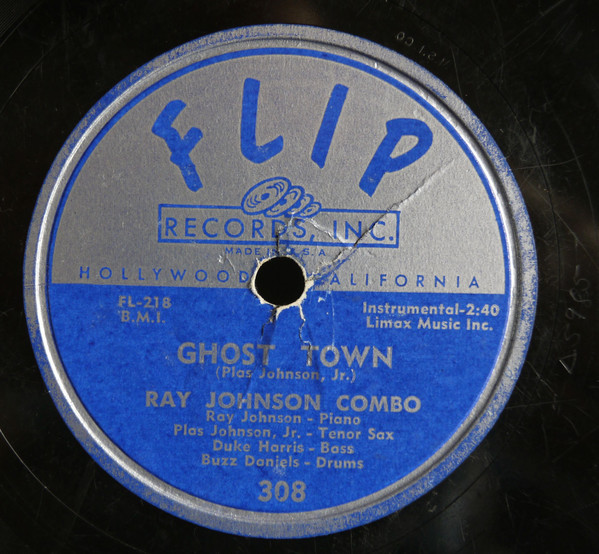 FLIP
RECORDS, INC.
MADE IN U.S.A.
HOLLYWOOD CALIFORNIA
FL-218
B.M.I.
Instrumental-2:40
Limax Music Inc.
GHOST TOWN
(Plas Johnson, Jr.)
RAY JOHNSON COMBO
Ray Johnson - Piano
Plas Johnson, Jr. - Tenor Sax
Duke Harris - Bass
Buzz Daniels - Drums
308